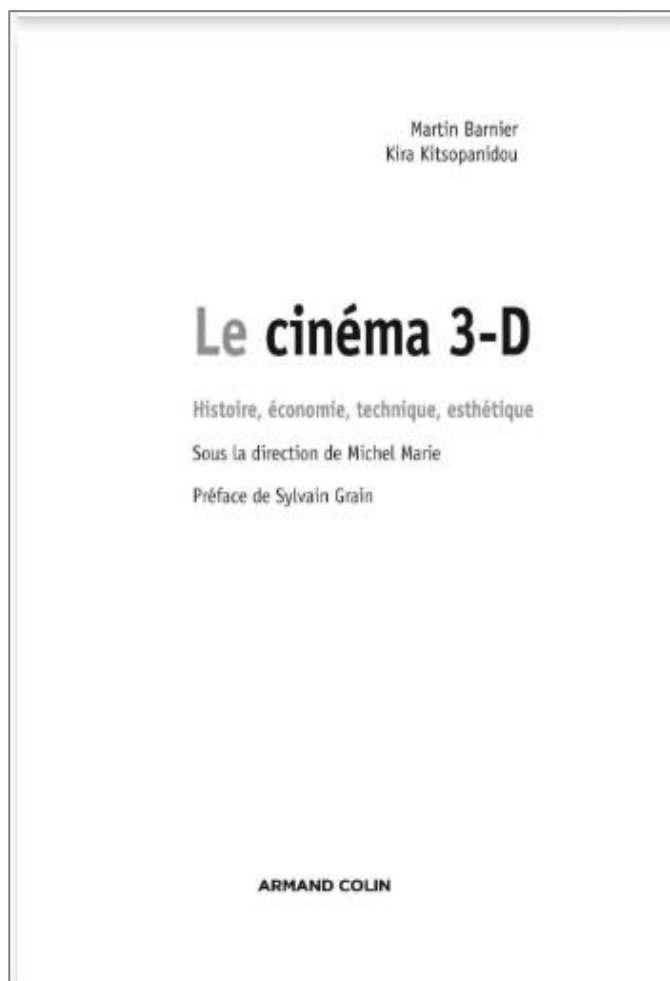 Martin Barnier
Kira Kitsopanidou
Le cinéma 3-D
Histoire, économie, technique, esthétique
Sous la direction de Michel Marie
Préface de Sylvain Grain
ARMAND COLIN